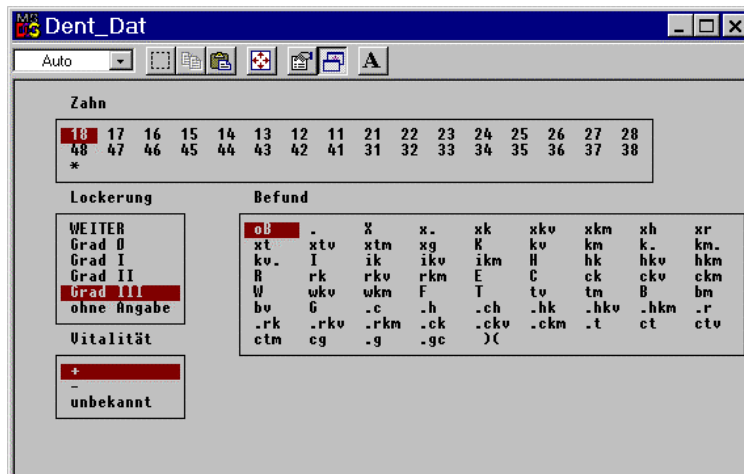 MS DOS Dent_Dat
Auto A
Zahn
18 17 16 15 14 13 12 11 21 22 23 24 25 26 27 28
48 47 46 45 44 43 42 41 31 32 33 34 35 36 37 38
*
Lockerung Befund
WEITER
Grad 0
Grad I
Grad II
Grad III
ohne Angabe
oB . X x. xk xkv xkm xh xr
xt xtv xtm xg K kv km k. km.
kv. I ik ikv ikm H hk hkv hkm
R rk rkv rkm E C ck ckv ckm
W wkv wkm F T tv tm B bm
bv G .c .h .ch .hk .hkv .hkm .r
.rk .rkv .rkm .ck .ckv .ckm .t ct ctv
ctm cg .g .gc )(
Vitalität
+
-
unbekannt